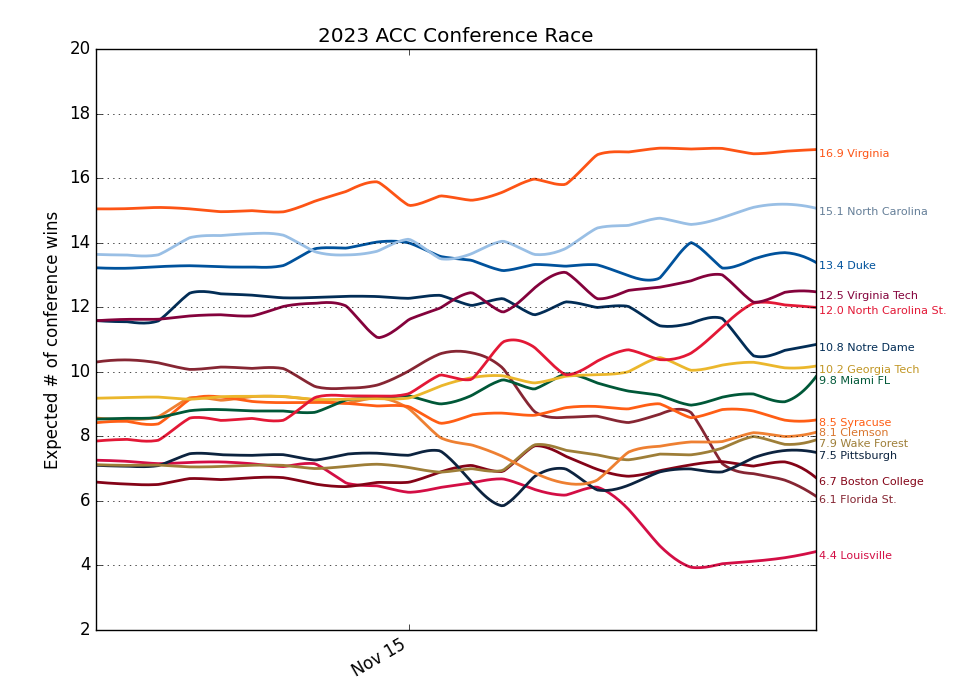 2023 ACC Conference Race
Expected # of conference wins
20
18
16
14
12
10
8
6
4
2
Nov 15
16.9 Virginia
15.1 North Carolina
13.4 Duke
12.5 Virginia Tech
12.0 North Carolina St.
10.8 Notre Dame
10.2 Georgia Tech
9.8 Miami FL
8.5 Syracuse
8.1 Clemson
7.9 Wake Forest
7.5 Pittsburgh
6.7 Boston College
6.1 Florida St.
4.4 Louisville